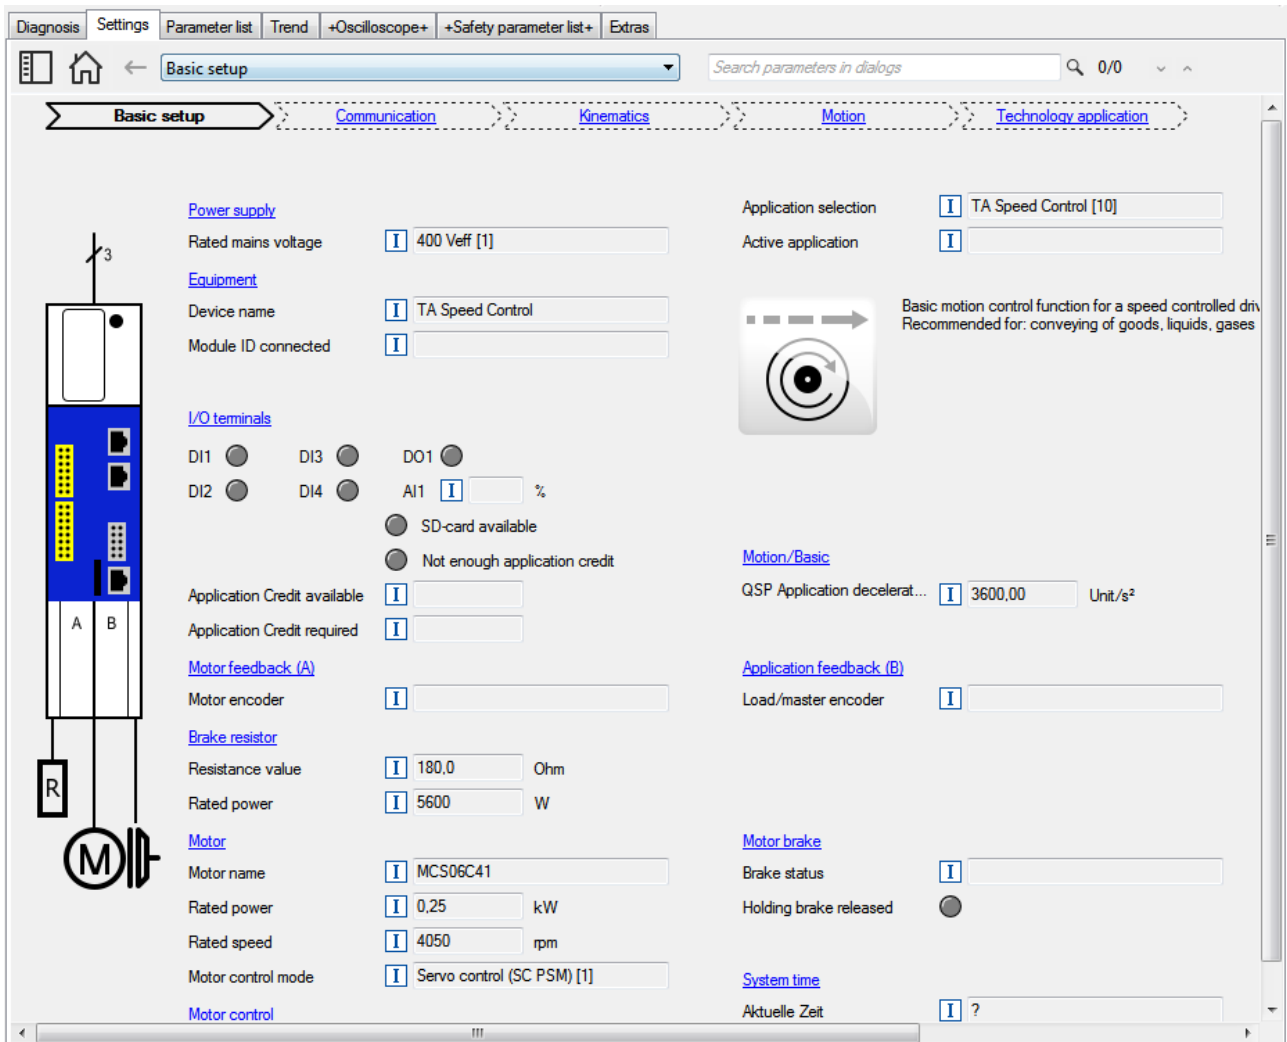 Diagnosis Settings Parameter list Trend +Oscilloscope+ +Safety parameter list+ Extras
Basic setup Search parameters in dialogs 0/0
Basic setup Communication Kinematics Motion Technology application
Power supply
Rated mains voltage I 400 Veff [1]
Equipment
Device name I TA Speed Control
Module ID connected I
Application selection I TA Speed Control [10]
Active application I
Basic motion control function for a speed controlled driv
Recommended for: conveying of goods, liquids, gases
3
I/O terminals
DI1 DI3 DO1
DI2 DI4 AI1 I %
SD-card available
Not enough application credit
Application Credit available I
Application Credit required I
Motion/Basic
QSP Application decelerat... I 3600,00 Unit/s²
A B
Motor feedback (A)
Motor encoder I
Application feedback (B)
Load/master encoder I
Brake resistor
Resistance value I 180,0 Ohm
Rated power I 5600 W
R
M
Motor
Motor name I MCS06C41
Rated power I 0,25 kW
Rated speed I 4050 rpm
Motor control mode I Servo control (SC PSM) [1]
Motor control
Motor brake
Brake status I
Holding brake released
System time
Aktuelle Zeit I ?